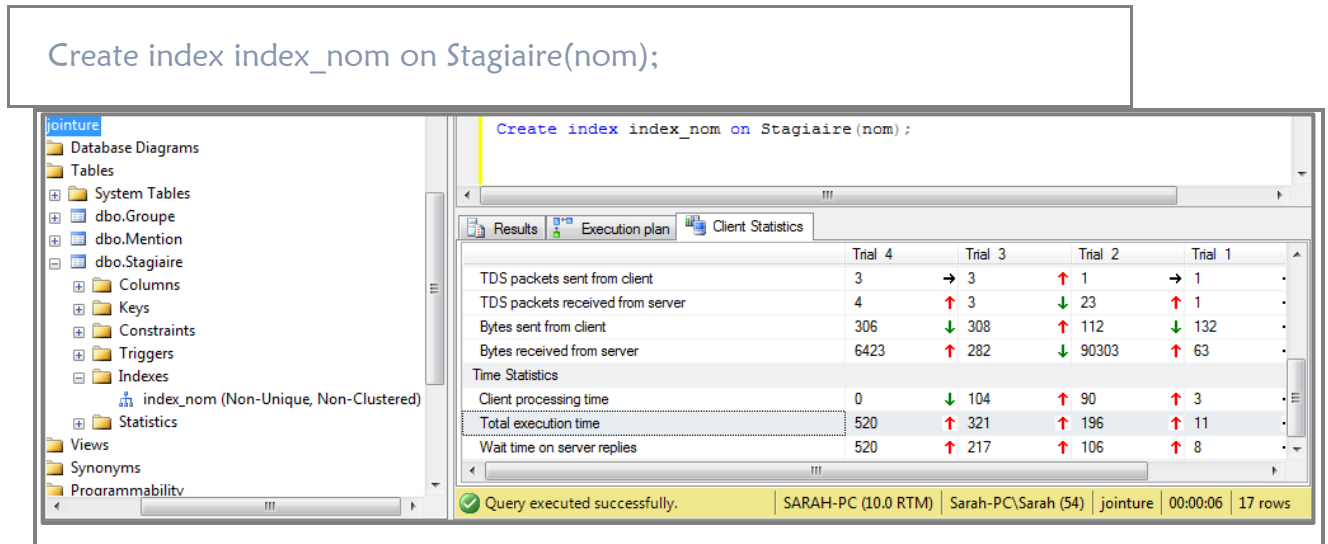 Create index index_nom on Stagiaire(nom);
jointure
Database Diagrams
Tables
System Tables
dbo.Groupe
dbo.Mention
dbo.Stagiaire
Columns
Keys
Constraints
Triggers
Indexes
index_nom (Non-Unique, Non-Clustered)
Statistics
Views
Synonyms
Programmability
Create index index_nom on Stagiaire(nom);
Results Execution plan Client Statistics
Trial 4 Trial 3 Trial 2 Trial 1
TDS packets sent from client 3 → 3 ↑ 1 → 1
TDS packets received from server 4 ↑ 3 ↓ 23 ↑ 1
Bytes sent from client 306 ↓ 308 ↑ 112 ↓ 132
Bytes received from server 6423 ↑ 282 ↓ 90303 ↑ 63
Time Statistics
Client processing time 0 ↓ 104 ↑ 90 ↑ 3
Total execution time 520 ↑ 321 ↑ 196 ↑ 11
Wait time on server replies 520 ↑ 217 ↑ 106 ↑ 8
Query executed successfully. SARAH-PC (10.0 RTM) Sarah-PC\Sarah (54) jointure 00:00:06 17 rows